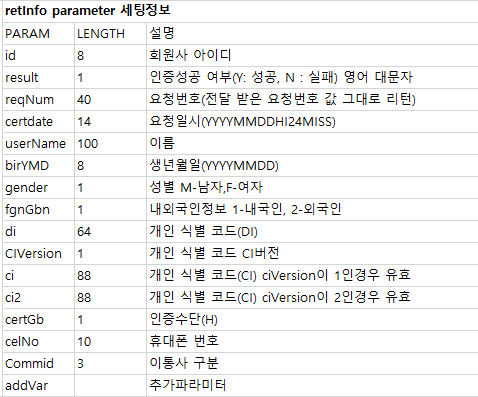 retInfo parameter 세팅정보
PARAM LENGTH 설명
id 8 회원사 아이디
result 1 인증성공 여부(Y: 성공, N : 실패) 영어 대문자
reqNum 40 요청번호(전달 받은 요청번호 값 그대로 리턴)
certdate 14 요청일시(YYYYMMDDHI24MISS)
userName 100 이름
birYMD 8 생년월일(YYYYMMDD)
gender 1 성별 M-남자,F-여자
fgnGbn 1 내외국인정보 1-내국인, 2-외국인
di 64 개인 식별 코드(DI)
CIVersion 1 개인 식별 코드 CI버전
ci 88 개인 식별 코드(CI) ciVersion이 1인경우 유효
ci2 88 개인 식별 코드(CI) ciVersion이 2인경우 유효
certGb 1 인증수단(H)
celNo 10 휴대폰 번호
Commid 3 이통사 구분
addVar 추가파라미터